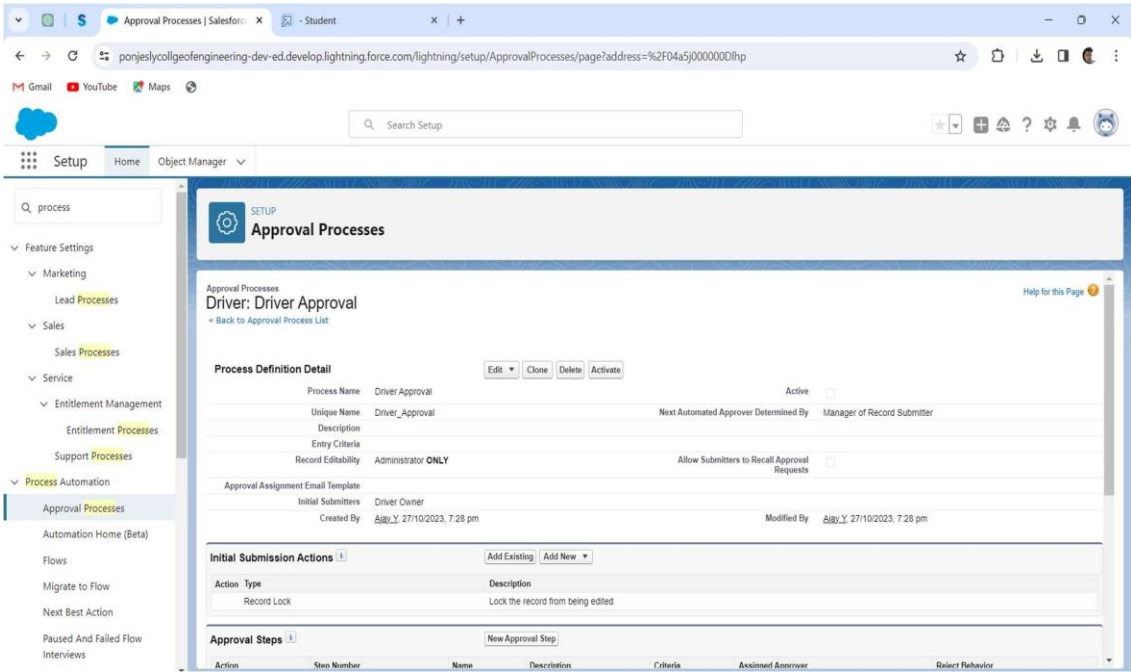 Approval Processes | Salesforc
- Student
ponjeslycollgeofengineering-dev-ed.develop.lightning.force.com/lightning/setup/ApprovalProcesses/page?address=%2F04a5j000000Dlhp
Gmail YouTube Maps
Search Setup
Setup Home Object Manager
process
Feature Settings
Marketing
Lead Processes
Sales
Sales Processes
Service
Entitlement Management
Entitlement Processes
Support Processes
Process Automation
Approval Processes
Automation Home (Beta)
Flows
Migrate to Flow
Next Best Action
Paused And Failed Flow
Interviews
SETUP
Approval Processes
Approval Processes
Driver: Driver Approval
« Back to Approval Process List
Help for this Page
Process Definition Detail Edit Clone Delete Activate
Process Name Driver Approval Active
Unique Name Driver_Approval Next Automated Approver Determined By Manager of Record Submitter
Description
Entry Criteria
Record Editability Administrator ONLY Allow Submitters to Recall Approval
Requests
Approval Assignment Email Template
Initial Submitters Driver Owner
Created By Ajay Y, 27/10/2023, 7:28 pm Modified By Ajay Y, 27/10/2023, 7:28 pm
Initial Submission Actions Add Existing Add New
Action Type Description
Record Lock Lock the record from being edited
Approval Steps New Approval Step
Action Step Number Name Description Criteria Assigned Approver Reject Behavior